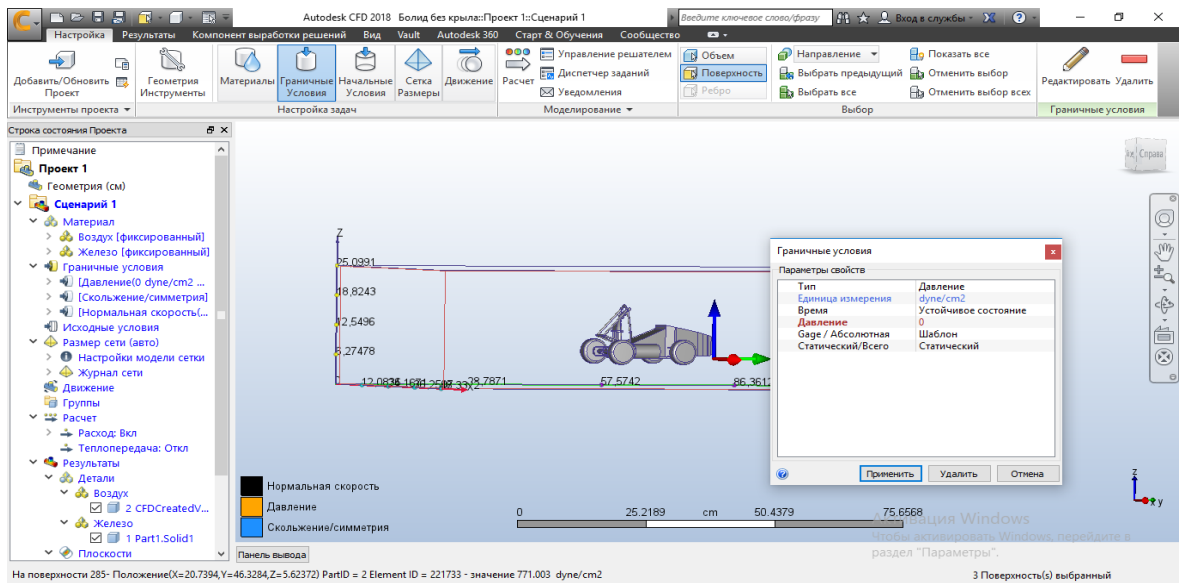 Autodesk CFD 2018 Болид без крыла::Проект 1::Сценарий 1
Введите ключевое слово/фразу
Вход в службы
Настройка Результаты Компонент выработки решений Вид Vault Autodesk 360 Старт & Обучения Сообщество
Добавить/Обновить Проект
Геометрия Инструменты
Инструменты проекта
Материалы
Граничные Условия
Начальные Условия
Сетка Размеры
Движение
Настройка задач
Расчет
Управление решателем
Диспетчер заданий
Уведомления
Моделирование
Объем
Поверхность
Ребро
Направление
Выбрать предыдущий
Выбрать все
Показать все
Отменить выбор
Отменить выбор всех
Выбор
Редактировать Удалить
Граничные условия
Строка состояния Проекта
Примечание
Проект 1
Геометрия (см)
Сценарий 1
Материал
Воздух [фиксированный]
Железо [фиксированный]
Граничные условия
[Давление(0 dyne/cm2 ...
[Скольжение/симметрия]
[Нормальная скорость(...
Исходные условия
Размер сети (авто)
Настройки модели сетки
Журнал сети
Движение
Группы
Расчет
Расход: Вкл
Теплопередача: Откл
Результаты
Детали
Воздух
2 CFDCreatedV...
Железо
1 Part1.Solid1
Плоскости
Справа
Z
25,0991
18,8243
12,5496
6,27478
28,7871
57,5742
86,3612
Граничные условия
Параметры свойств
Тип Давление
Единица измерения dyne/cm2
Время Устойчивое состояние
Давление 0
Gage / Абсолютная Шаблон
Статический/Всего Статический
Применить Удалить Отмена
Нормальная скорость
Давление
Скольжение/симметрия
0 25.2189 cm 50.4379 75.6568
z
y
Активация Windows
Чтобы активировать Windows, перейдите в
раздел "Параметры".
Панель вывода
На поверхности 285- Положение(X=20.7394,Y=46.3284,Z=5.62372) PartID = 2 Element ID = 221733 - значение 771.003 dyne/cm2
3 Поверхность(s) выбранный